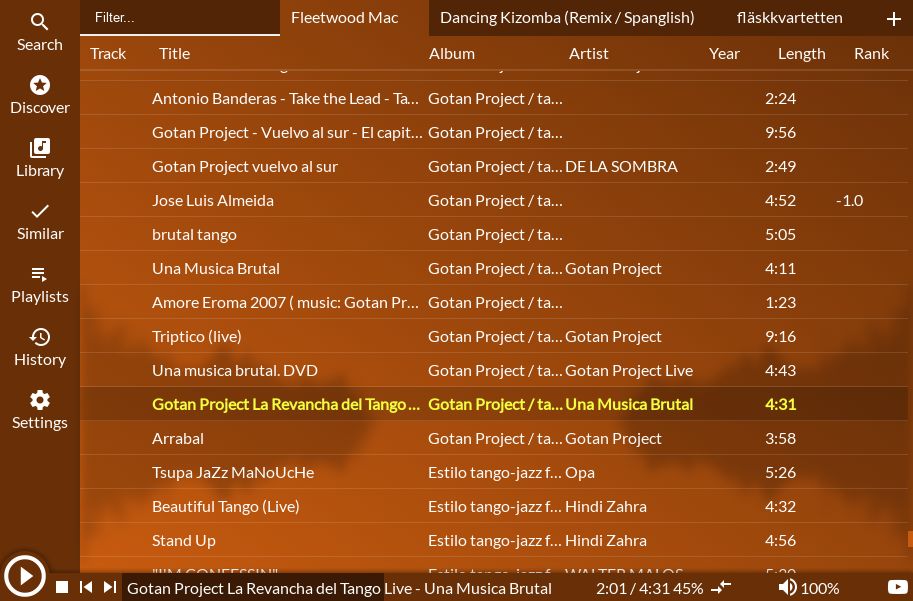 Search
Discover
Library
Similar
Playlists
History
Settings
Filter...
Fleetwood Mac
Dancing Kizomba (Remix / Spanglish)
fläskkvartetten
Track Title Album Artist Year Length Rank
Antonio Banderas - Take the Lead - Ta... Gotan Project / ta... 2:24
Gotan Project - Vuelvo al sur - El capit... Gotan Project / ta... 9:56
Gotan Project vuelvo al sur Gotan Project / ta... DE LA SOMBRA 2:49
Jose Luis Almeida Gotan Project / ta... 4:52 -1.0
brutal tango Gotan Project / ta... 5:05
Una Musica Brutal Gotan Project / ta... Gotan Project 4:11
Amore Eroma 2007 ( music: Gotan Pr... Gotan Project / ta... 1:23
Triptico (live) Gotan Project / ta... Gotan Project 9:16
Una musica brutal. DVD Gotan Project / ta... Gotan Project Live 4:43
Gotan Project La Revancha del Tango ... Gotan Project / ta... Una Musica Brutal 4:31
Arrabal Gotan Project / ta... Gotan Project 3:58
Tsupa JaZz MaNoUcHe Estilo tango-jazz f... Opa 5:26
Beautiful Tango (Live) Estilo tango-jazz f... Hindi Zahra 4:32
Stand Up Estilo tango-jazz f... Hindi Zahra 4:56
"I'M CONFESSIN" Estilo tango-jazz f... WALTER MALOS 5:20
Gotan Project La Revancha del Tango Live - Una Musica Brutal 2:01 / 4:31 45% 100%